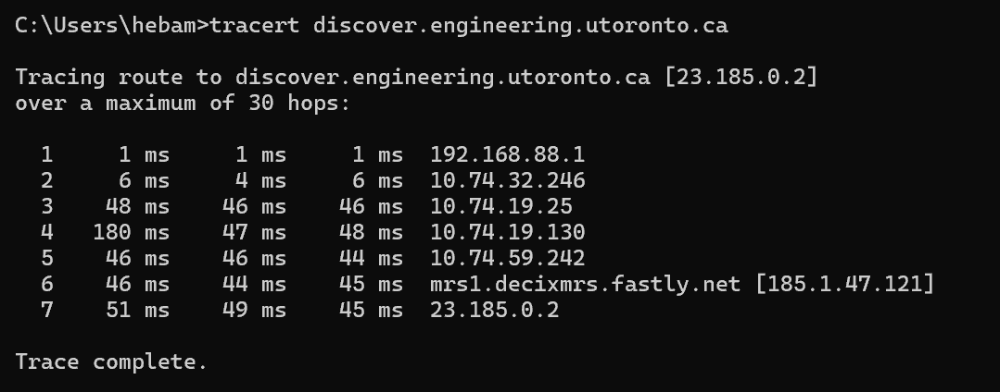 C:\Users\hebam>tracert discover.engineering.utoronto.ca
Tracing route to discover.engineering.utoronto.ca [23.185.0.2]
over a maximum of 30 hops:
1 1 ms 1 ms 1 ms 192.168.88.1
2 6 ms 4 ms 6 ms 10.74.32.246
3 48 ms 46 ms 46 ms 10.74.19.25
4 180 ms 47 ms 48 ms 10.74.19.130
5 46 ms 46 ms 44 ms 10.74.59.242
6 46 ms 44 ms 45 ms mrs1.decixmrs.fastly.net [185.1.47.121]
7 51 ms 49 ms 45 ms 23.185.0.2
Trace complete.